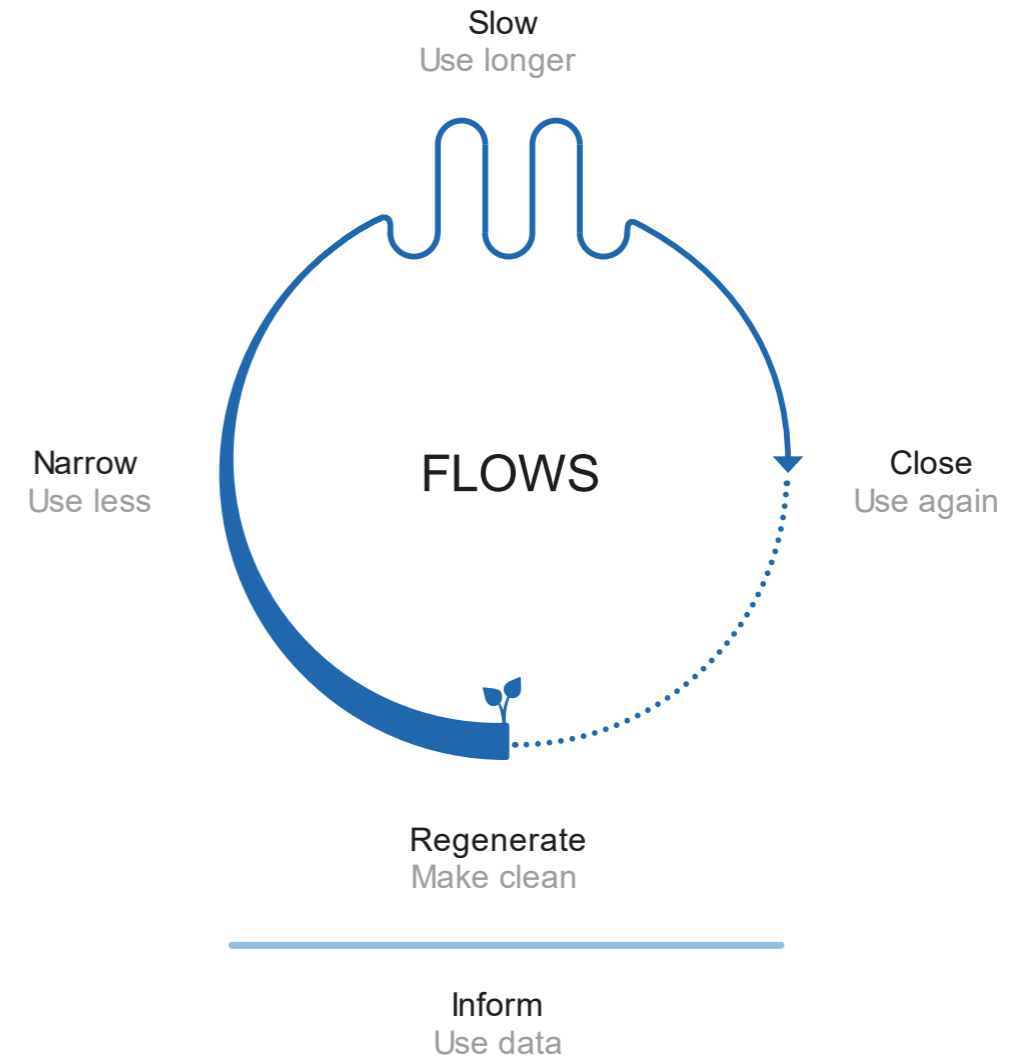 Slow
Use longer
Narrow
Use less
FLOWS
Close
Use again
Regenerate
Make clean
Inform
Use data